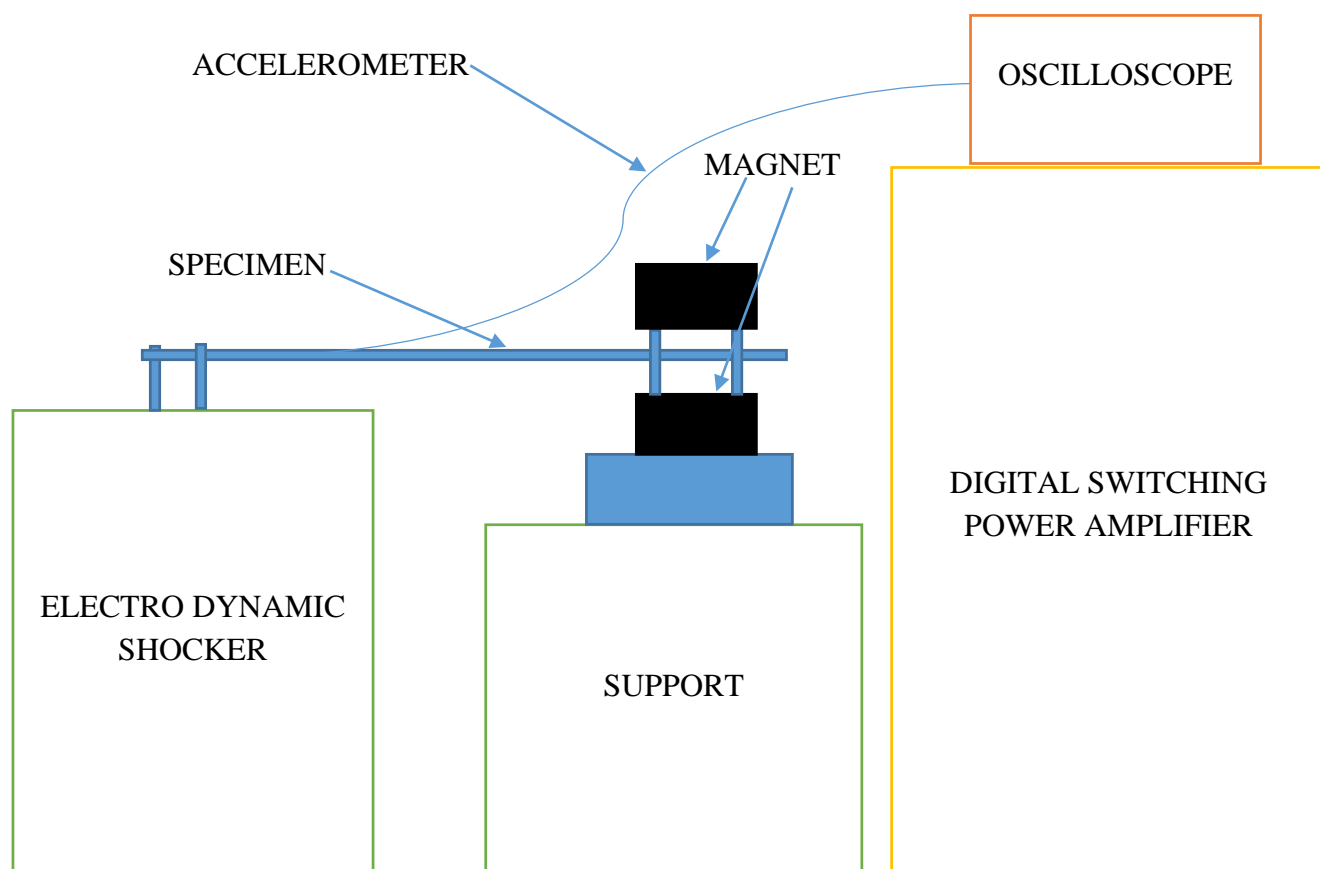 ACCELEROMETER
OSCILLOSCOPE
MAGNET
SPECIMEN
DIGITAL SWITCHING
POWER AMPLIFIER
ELECTRO DYNAMIC
SHOCKER
SUPPORT